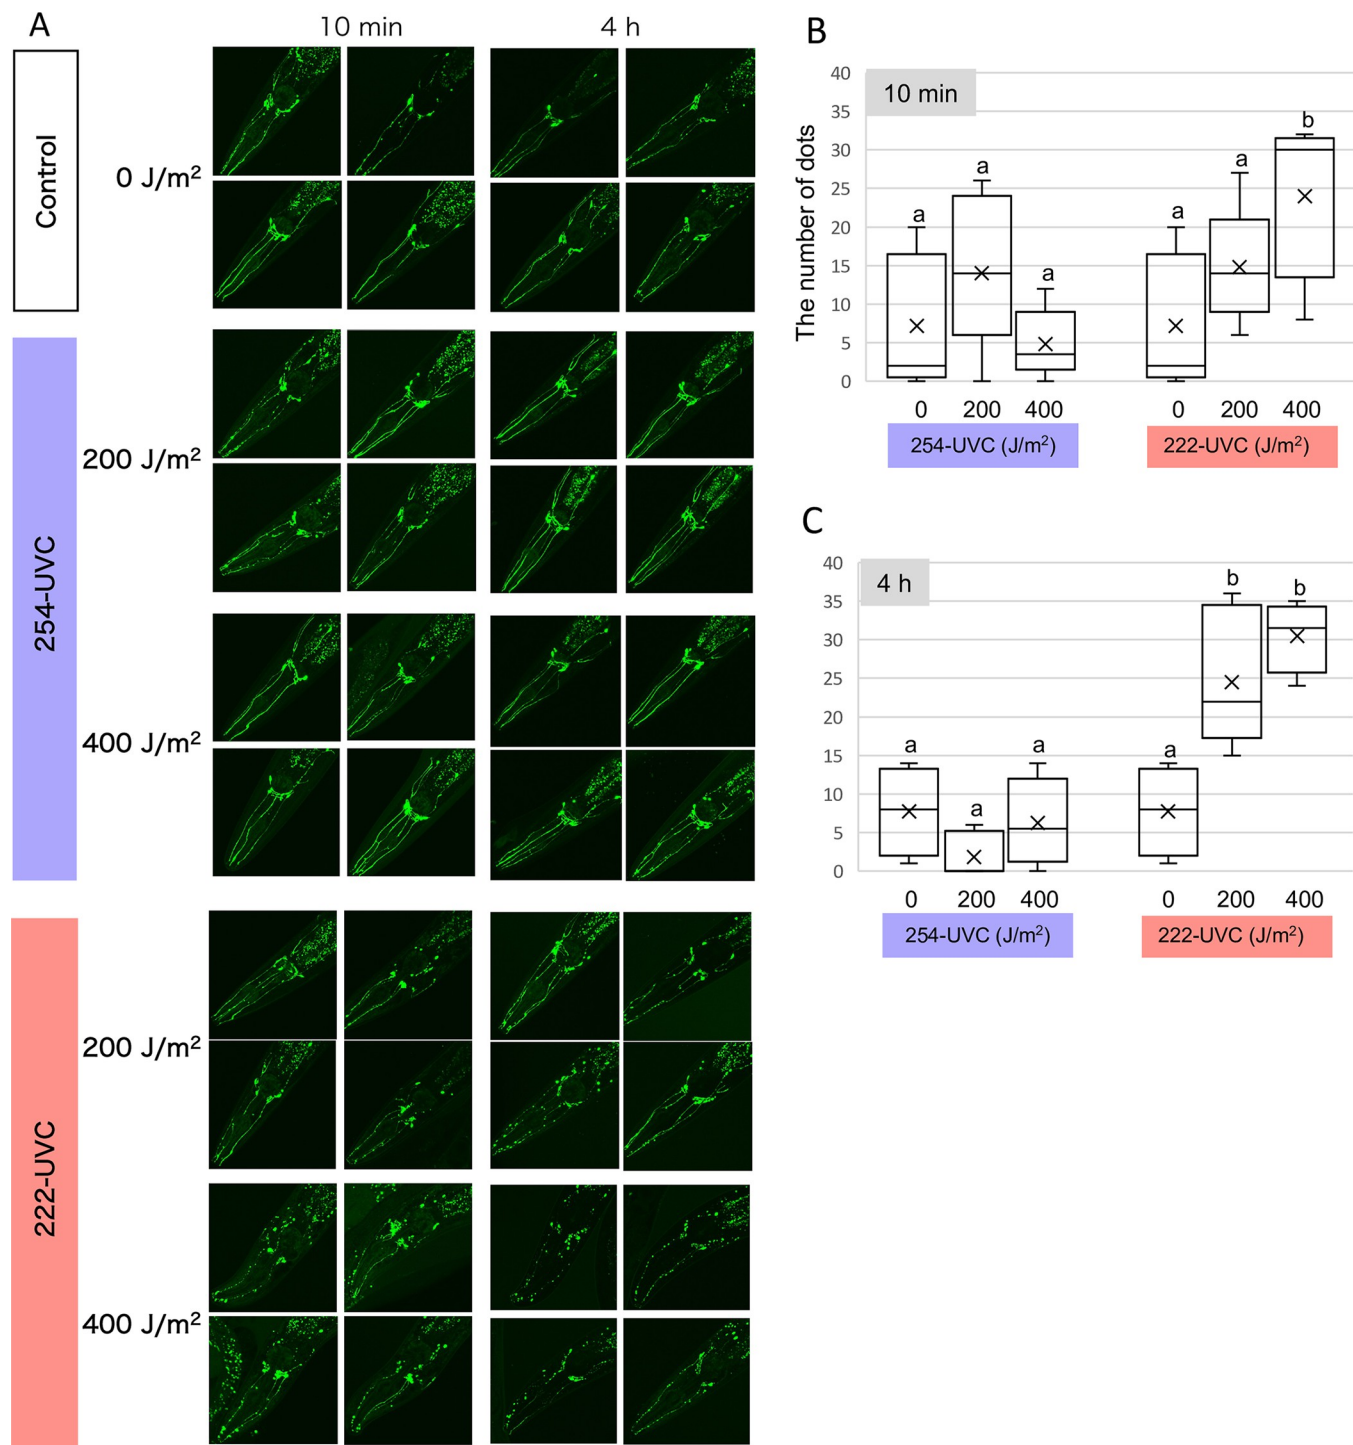 A
10 min
4 h
Control
0 J/m²
254-UVC
200 J/m²
400 J/m²
222-UVC
200 J/m²
400 J/m²
B
10 min
The number of dots
40
35
30
25
20
15
10
5
0
a
a
a
a
a
b
0 200 400 0 200 400
254-UVC (J/m²) 222-UVC (J/m²)
C
4 h
40
35
30
25
20
15
10
5
0
a
a
a
a
b
b
0 200 400 0 200 400
254-UVC (J/m²) 222-UVC (J/m²)